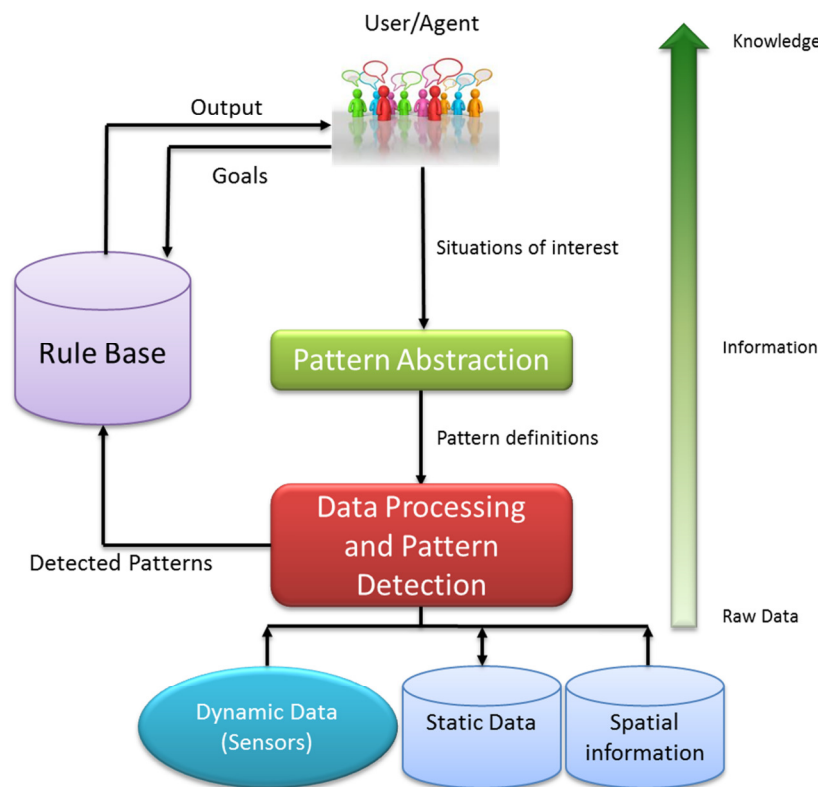 User/Agent
Knowledge
Output
Goals
Situations of interest
Rule Base
Pattern Abstraction
Information
Pattern definitions
Data Processing
and Pattern
Detection
Detected Patterns
Raw Data
Dynamic Data
(Sensors)
Static Data
Spatial
information